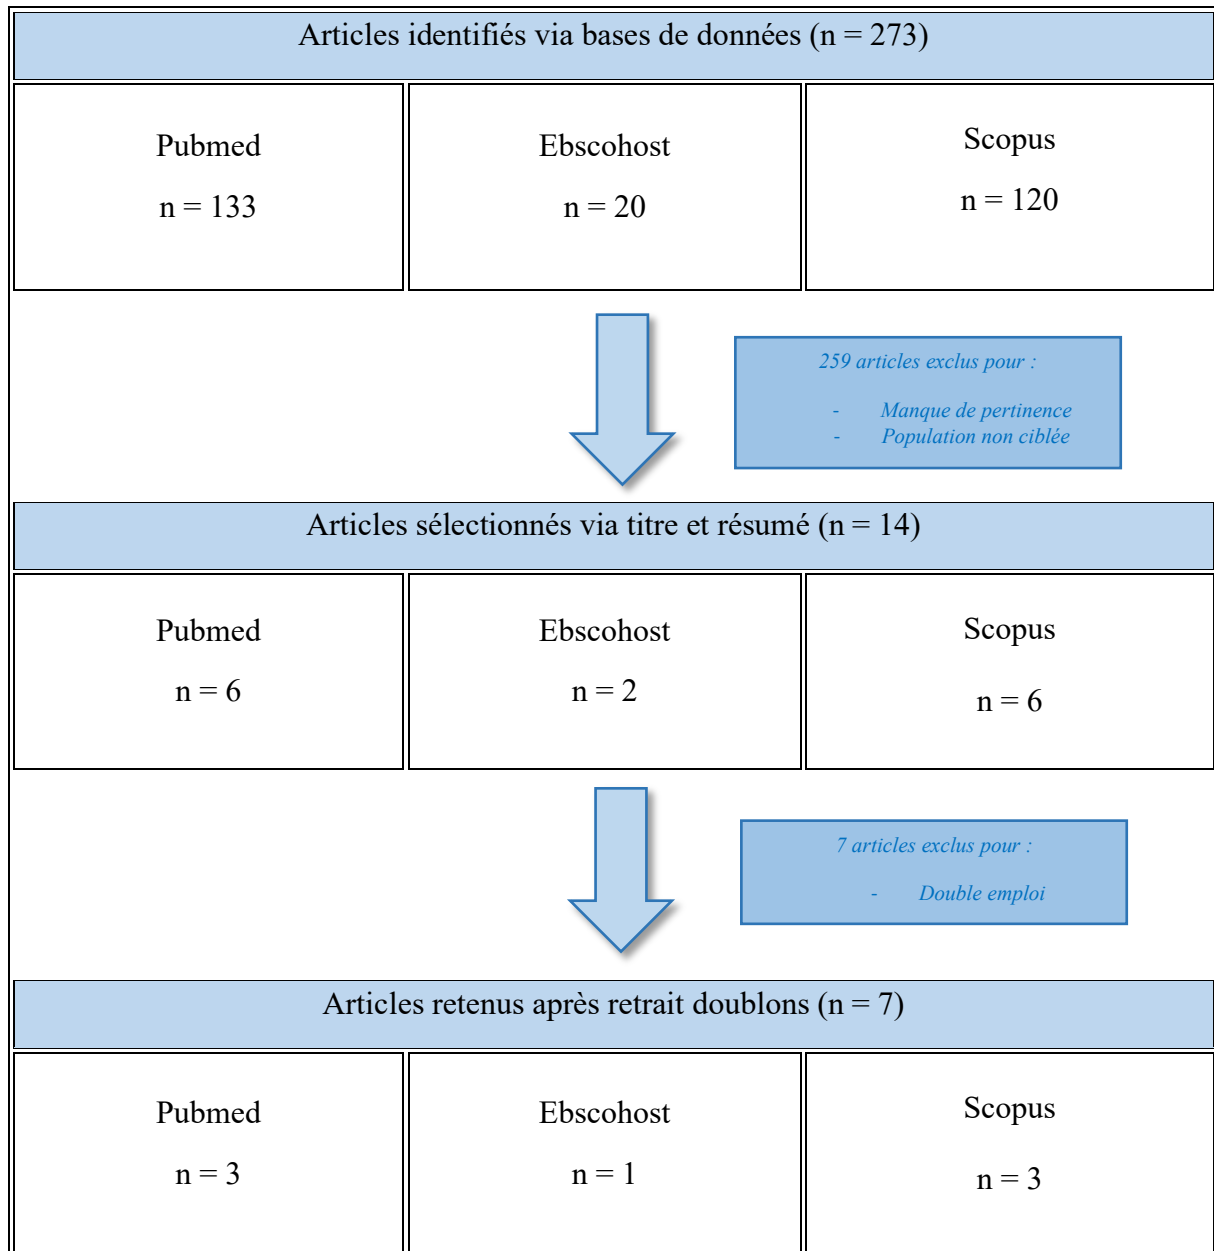 Articles identifiés via bases de données (n = 273)
Pubmed
n = 133
Ebscohost
n = 20
Scopus
n = 120
259 articles exclus pour :
- Manque de pertinence
- Population non ciblée
Articles sélectionnés via titre et résumé (n = 14)
Pubmed
n = 6
Ebscohost
n = 2
Scopus
n = 6
7 articles exclus pour :
- Double emploi
Articles retenus après retrait doublons (n = 7)
Pubmed
n = 3
Ebscohost
n = 1
Scopus
n = 3